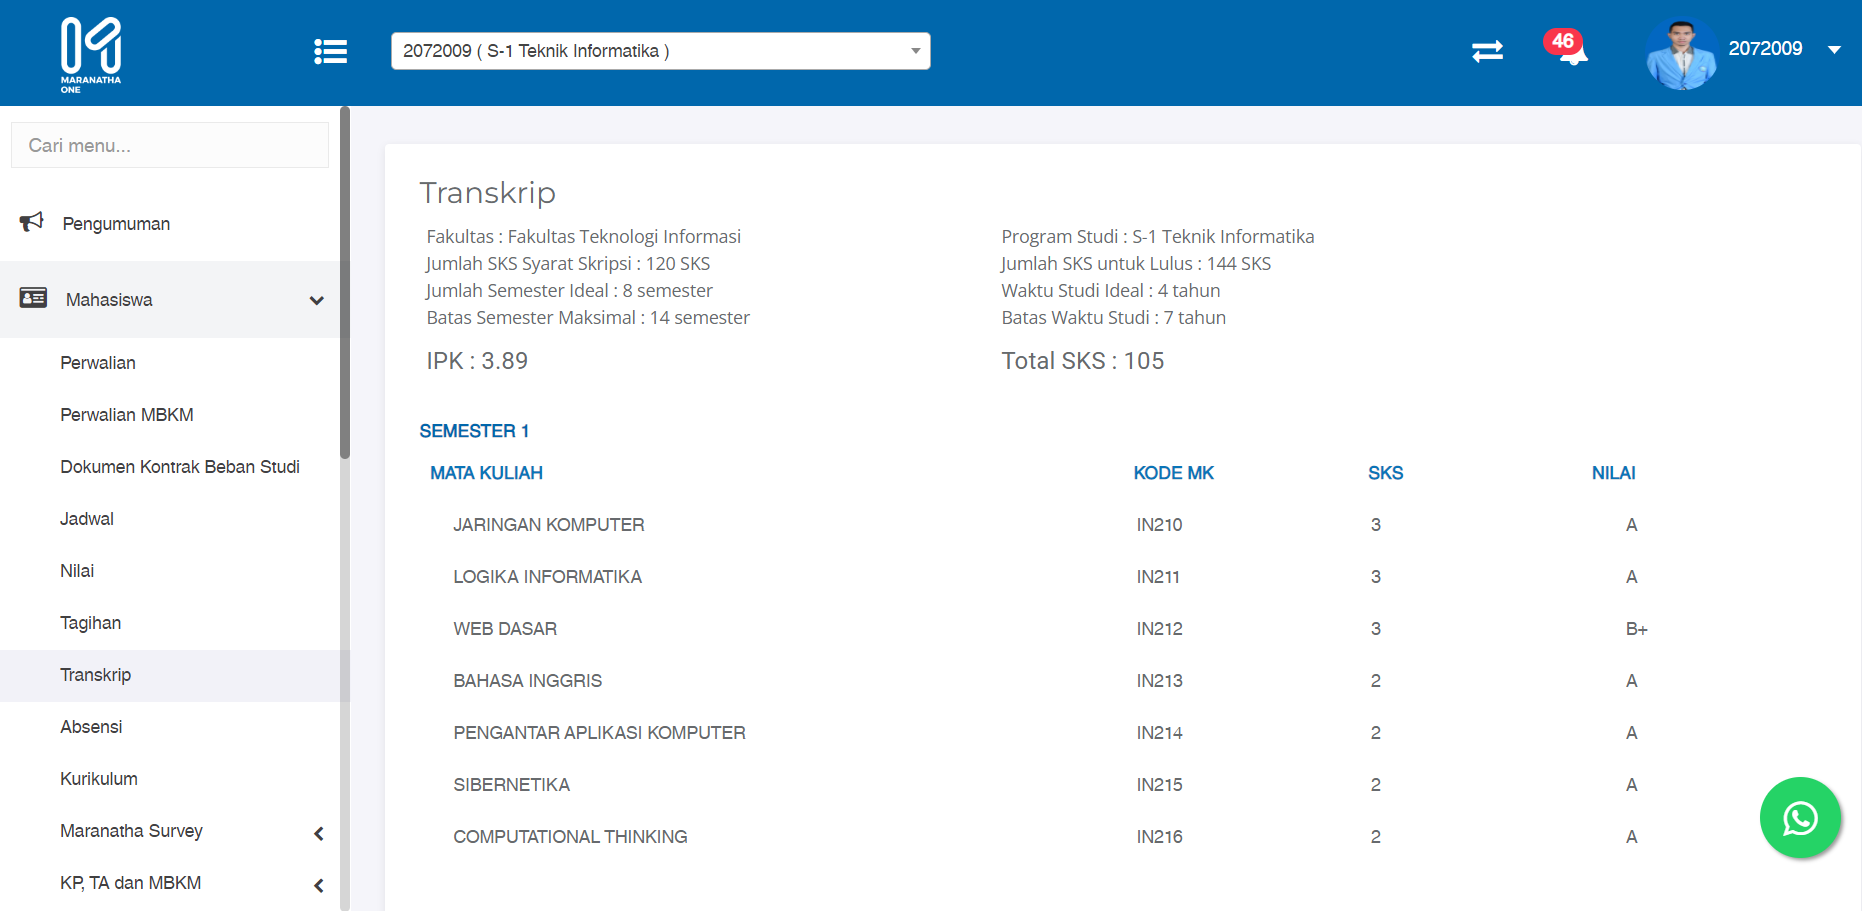 MARANATHA
ONE
2072009 ( S-1 Teknik Informatika )
46
2072009
Cari menu...
Pengumuman
Mahasiswa
Perwalian
Perwalian MBKM
Dokumen Kontrak Beban Studi
Jadwal
Nilai
Tagihan
Transkrip
Absensi
Kurikulum
Maranatha Survey
KP, TA dan MBKM
Transkrip
Fakultas : Fakultas Teknologi Informasi
Program Studi : S-1 Teknik Informatika
Jumlah SKS Syarat Skripsi : 120 SKS
Jumlah SKS untuk Lulus : 144 SKS
Jumlah Semester Ideal : 8 semester
Waktu Studi Ideal : 4 tahun
Batas Semester Maksimal : 14 semester
Batas Waktu Studi : 7 tahun
IPK : 3.89
Total SKS : 105
SEMESTER 1
MATA KULIAH KODE MK SKS NILAI
JARINGAN KOMPUTER IN210 3 A
LOGIKA INFORMATIKA IN211 3 A
WEB DASAR IN212 3 B+
BAHASA INGGRIS IN213 2 A
PENGANTAR APLIKASI KOMPUTER IN214 2 A
SIBERNETIKA IN215 2 A
COMPUTATIONAL THINKING IN216 2 A